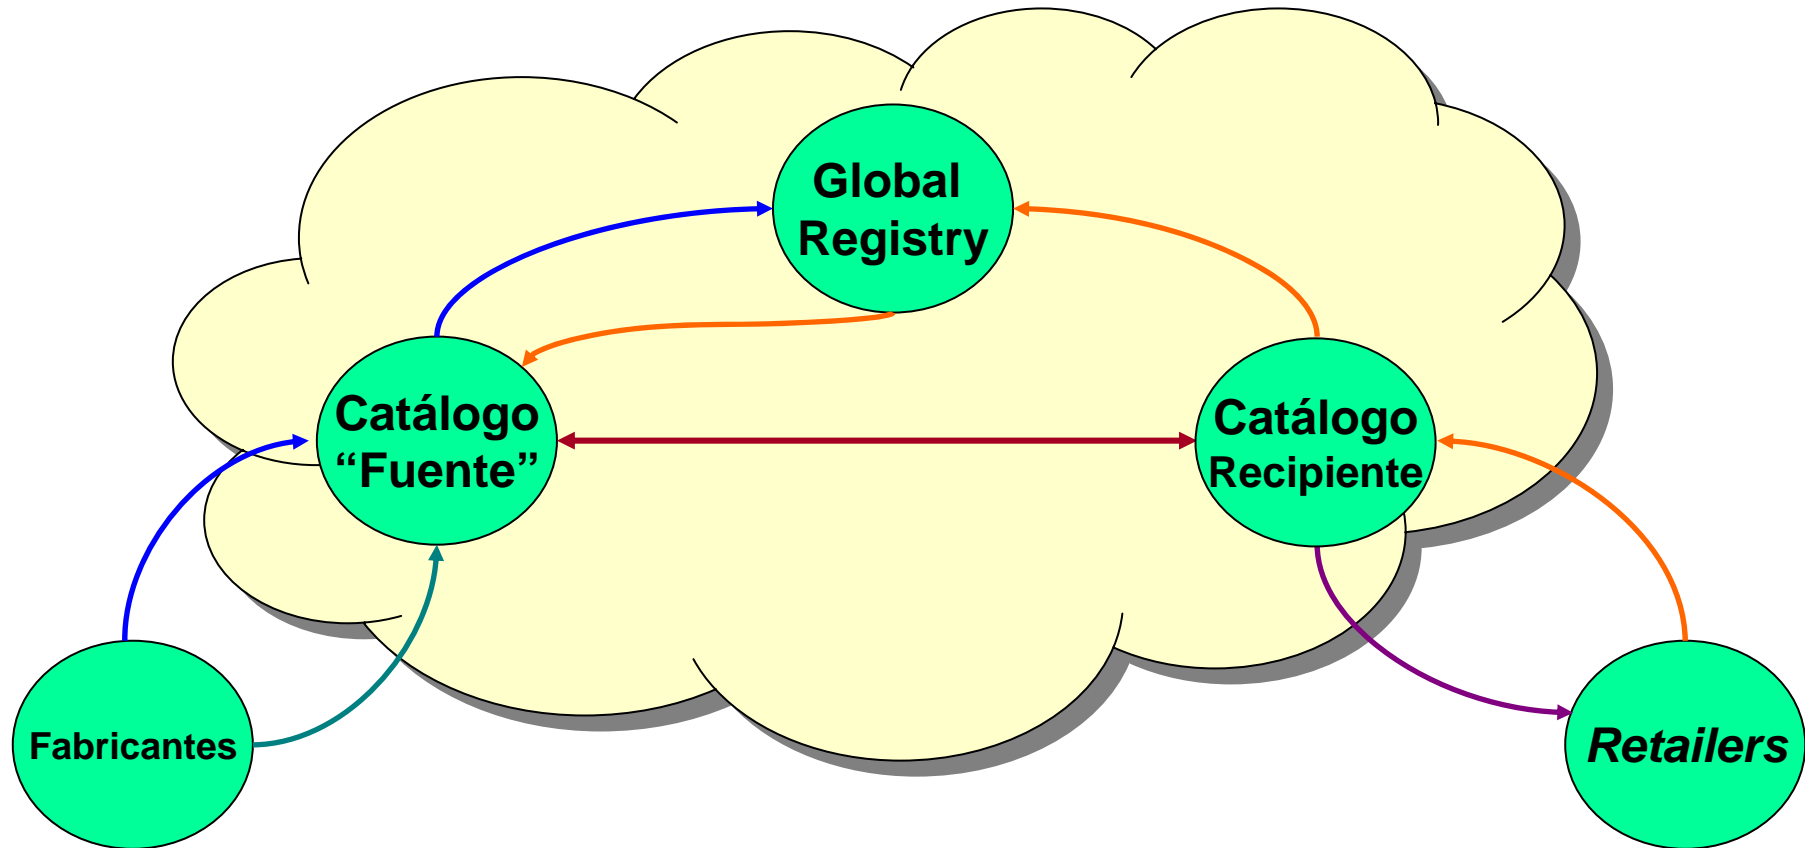 Global
Registry
Catálogo
“Fuente”
Catálogo
Recipiente
Fabricantes
Retailers